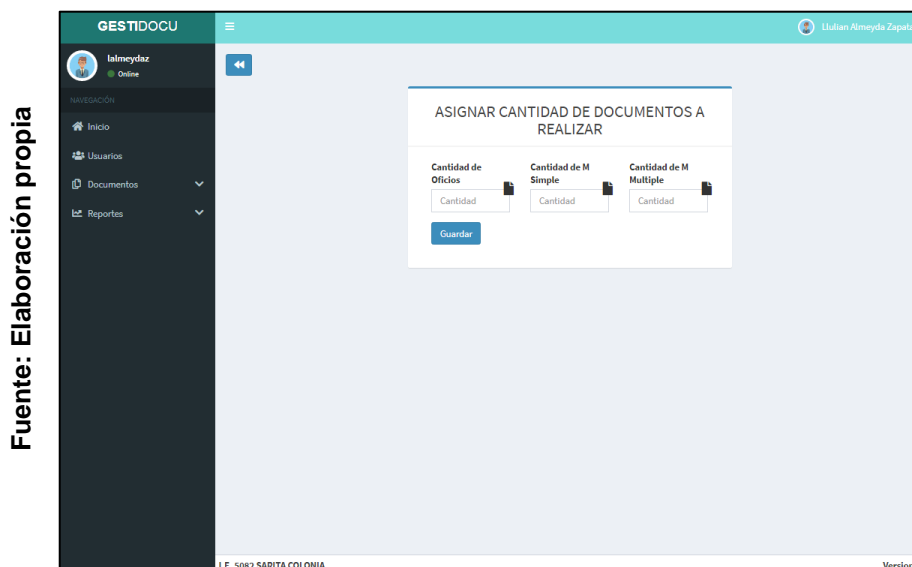 Fuente: Elaboración propia
GESTIDOCU
Llulian Almeyda Zapata
lalmeydaz
Online
NAVEGACIÓN
Inicio
Usuarios
Documentos
Reportes
ASIGNAR CANTIDAD DE DOCUMENTOS A
REALIZAR
Cantidad de
Oficios
Cantidad
Cantidad de M
Simple
Cantidad
Cantidad de M
Multiple
Cantidad
Guardar
I.E. 5082 SARITA COLONIA
Version